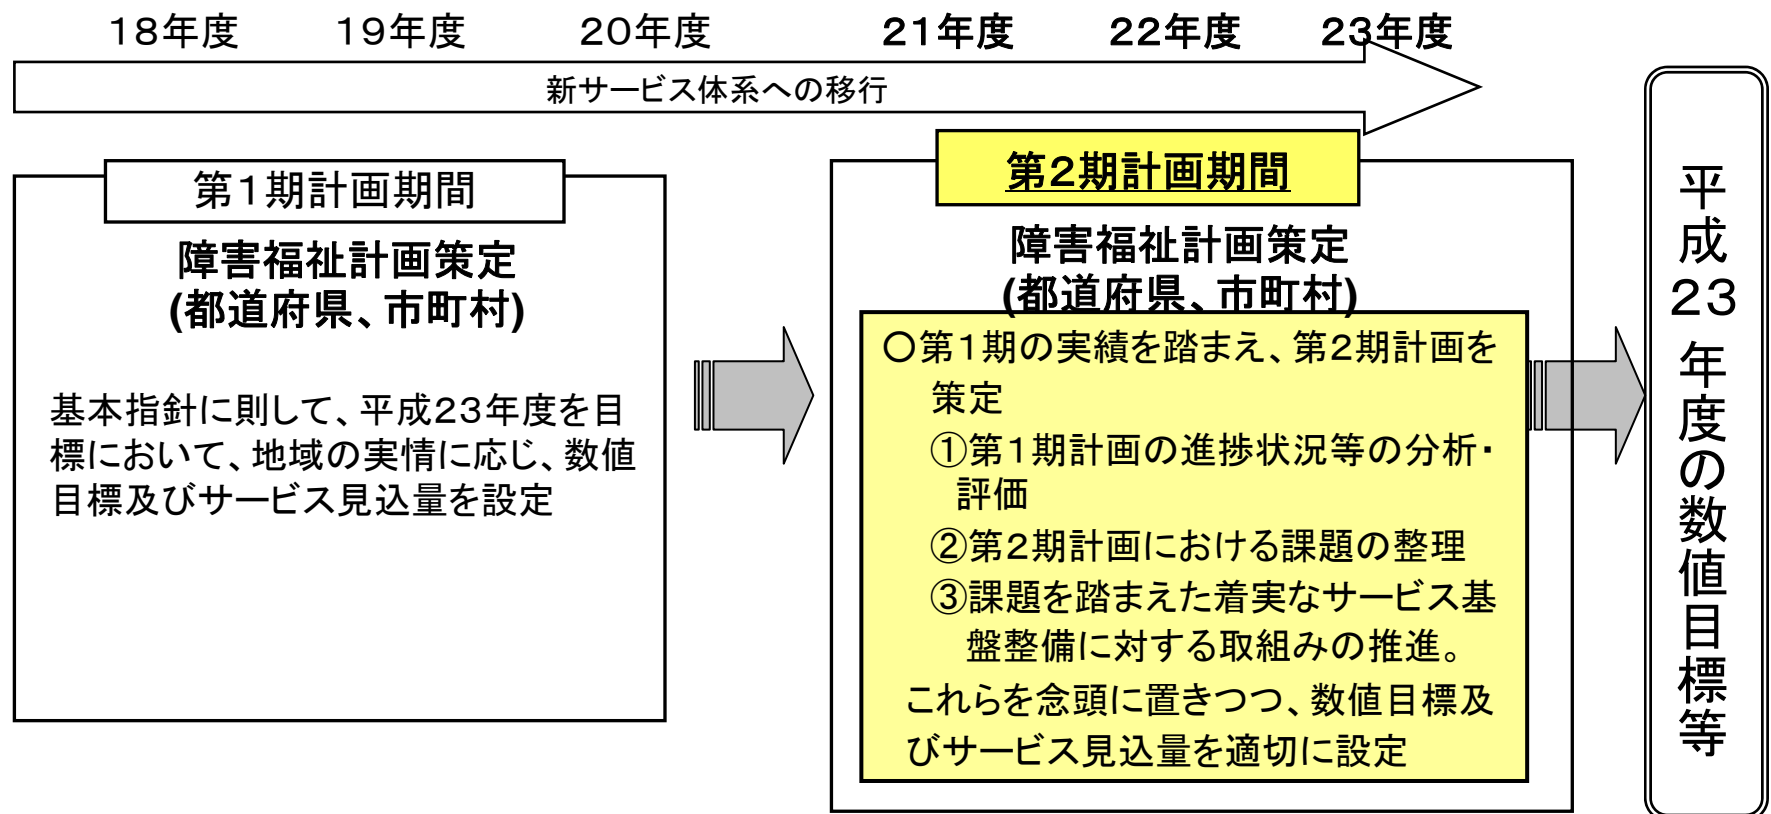 18年度 19年度 20年度 21年度 22年度 23年度
新サービス体系への移行
第1期計画期間
障害福祉計画策定
(都道府県、市町村)
基本指針に則して、平成23年度を目
標において、地域の実情に応じ、数値
目標及びサービス見込量を設定
第2期計画期間
障害福祉計画策定
(都道府県、市町村)
○第1期の実績を踏まえ、第2期計画を
策定
①第1期計画の進捗状況等の分析・
評価
②第2期計画における課題の整理
③課題を踏まえた着実なサービス基
盤整備に対する取組みの推進。
これらを念頭に置きつつ、数値目標及
びサービス見込量を適切に設定
平成23年度の数値目標等